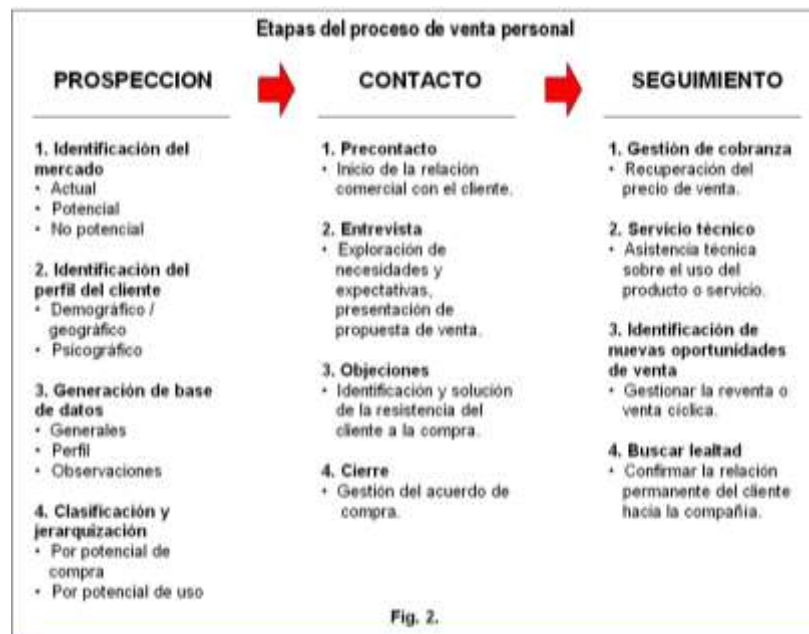 Etapas del proceso de venta personal
PROSPECCION
1. Identificación del
mercado
• Actual
• Potencial
• No potencial
2. Identificación del
perfil del cliente
• Demográfico /
geográfico
• Psicográfico
3. Generación de base
de datos
• Generales
• Perfil
• Observaciones
4. Clasificación y
jerarquización
• Por potencial de
compra
• Por potencial de uso
CONTACTO
1. Precontacto
• Inicio de la relación
comercial con el cliente.
2. Entrevista
• Exploración de
necesidades y
expectativas,
presentación de
propuesta de venta.
3. Objeciones
• Identificación y solución
de la resistencia del
cliente a la compra.
4. Cierre
• Gestión del acuerdo de
compra.
SEGUIMIENTO
1. Gestión de cobranza
• Recuperación del
precio de venta.
2. Servicio técnico
• Asistencia técnica
sobre el uso del
producto o servicio.
3. Identificación de
nuevas oportunidades
de venta
• Gestionar la reventa o
venta cíclica.
4. Buscar lealtad
• Confirmar la relación
permanente del cliente
hacia la compañía.
Fig. 2.